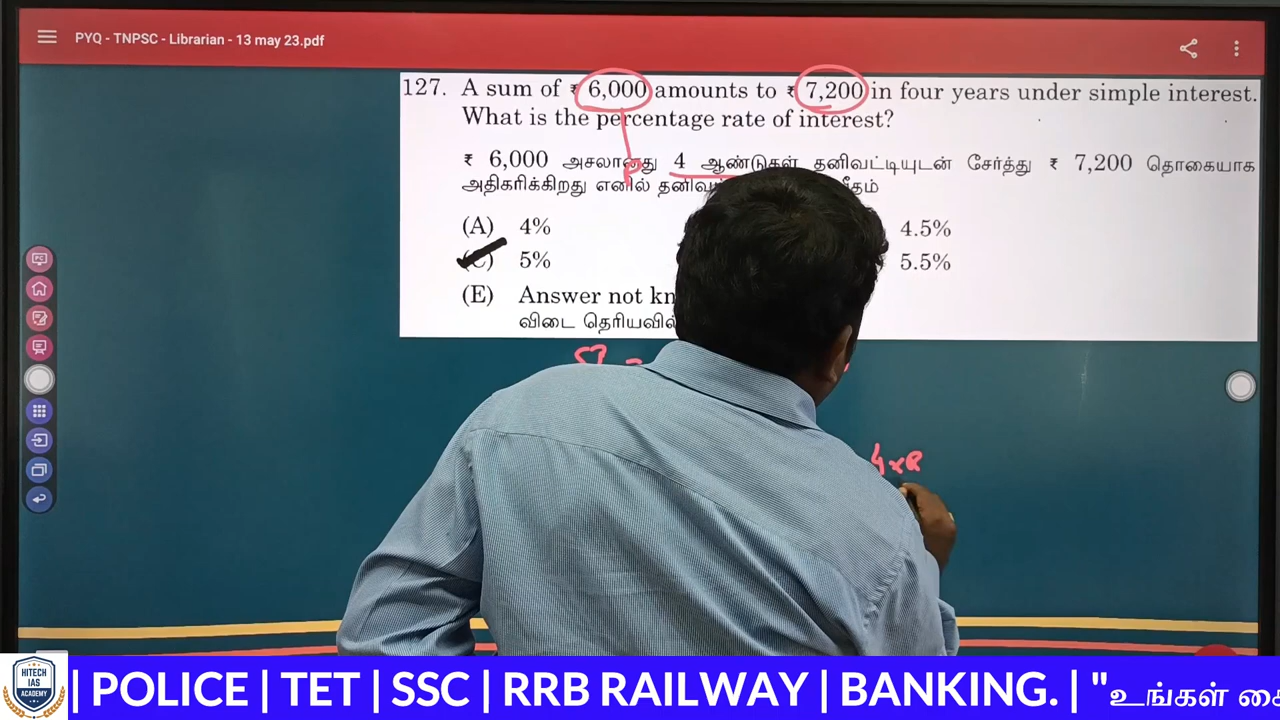 PYQ - TNPSC - Librarian - 13 may 23.pdf
127. A sum of ₹ 6,000 amounts to ₹ 7,200 in four years under simple interest.
What is the percentage rate of interest?
₹ 6,000 அசலானது 4 ஆண்டுகள் தனிவட்டியுடன் சேர்த்து ₹ 7,200 தொகையாக
அதிகரிக்கிறது எனில்
P
(A) 4%
4.5%
(C) 5%
5.5%
(E) Answer not
விடை
SI =
4×R
HITECH
IAS
ACADEMY
| POLICE | TET | SSC | RRB RAILWAY | BANKING. | "உங்கள்